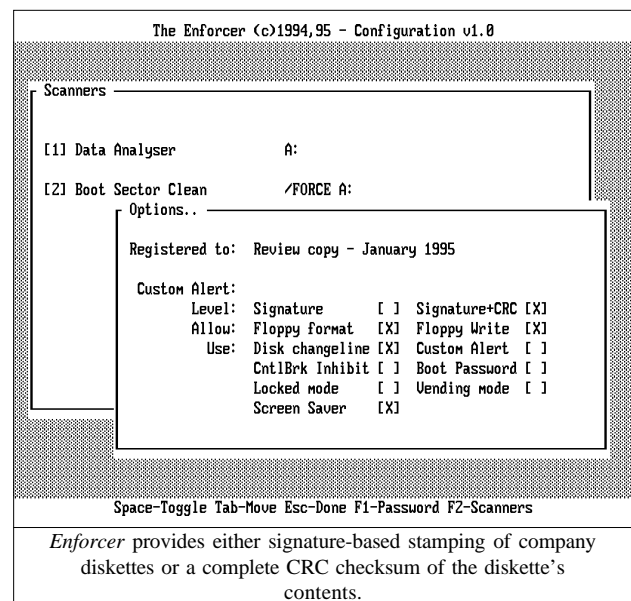 The Enforcer (c)1994,95 - Configuration v1.0
Scanners
[1] Data Analyser A:
[2] Boot Sector Clean /FORCE A:
Options..
Registered to: Review copy - January 1995
Custom Alert:
Level: Signature [ ] Signature+CRC [X]
Allow: Floppy format [X] Floppy Write [X]
Use: Disk changeline [X] Custom Alert [ ]
CntlBrk Inhibit [ ] Boot Password [ ]
Locked mode [ ] Vending mode [ ]
Screen Saver [X]
Space-Toggle Tab-Move Esc-Done F1-Password F2-Scanners
Enforcer provides either signature-based stamping of company
diskettes or a complete CRC checksum of the diskette's
contents.